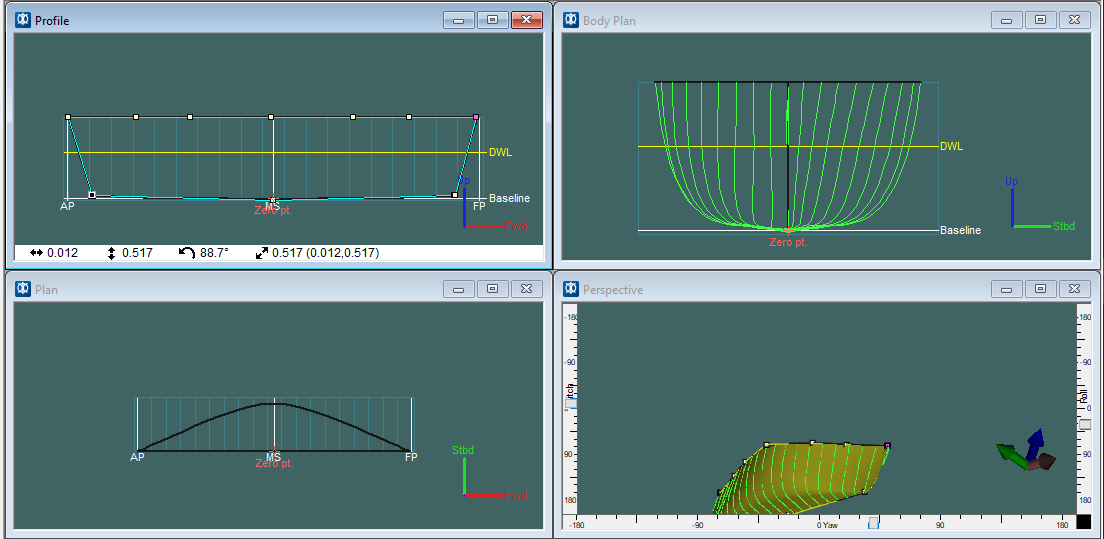 Profile
DWL
Up
Baseline
AP
MS
FP
Zero pt.
Fwd
0.012
0.517
88.7°
0.517 (0.012,0.517)
Body Plan
DWL
Up
Stbd
Baseline
Zero pt.
Plan
AP
MS
FP
Zero pt.
Stbd
Fwd
Perspective
-180
-180
-90
-90
Pitch
Roll
0
90
90
180
180
-180
-90
0 Yaw
90
180